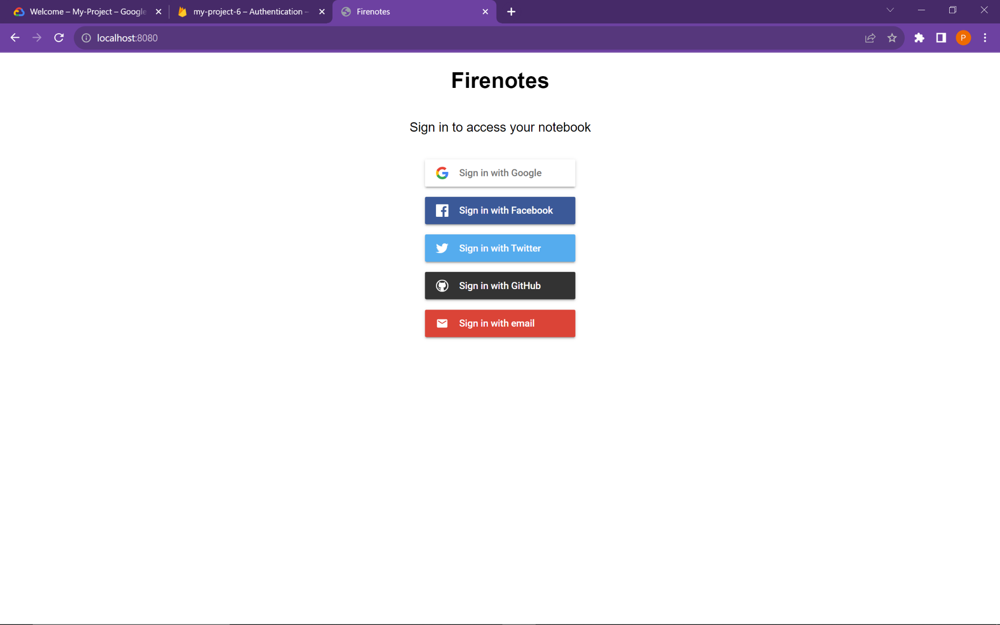 Welcome – My-Project – Google
my-project-6 – Authentication –
Firenotes
localhost:8080
P
Firenotes
Sign in to access your notebook
Sign in with Google
Sign in with Facebook
Sign in with Twitter
Sign in with GitHub
Sign in with email